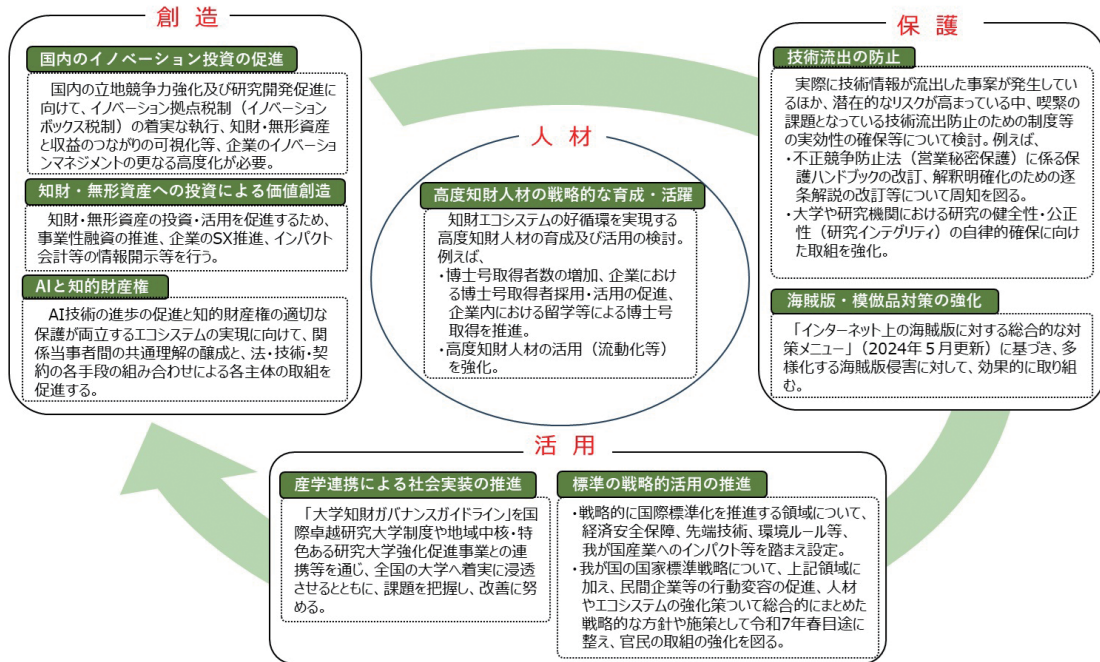 創 造
国内のイノベーション投資の促進
国内の立地競争力強化及び研究開発促進
に向けて、イノベーション拠点税制（イノベーション
ボックス税制）の着実な執行、知財・無形資産
と収益のつながりの可視化等、企業のイノベーショ
ンマネジメントの更なる高度化が必要。
知財・無形資産への投資による価値創造
知財・無形資産の投資・活用を促進するため、
事業性融資の推進、企業のSX推進、インパクト
会計等の情報開示等を行う。
AIと知的財産権
AI技術の進歩の促進と知的財産権の適切な
保護が両立するエコシステムの実現に向けて、関
係当事者間の共通理解の醸成と、法・技術・契
約の各手段の組み合わせによる各主体の取組を
促進する。
人 材
高度知財人材の戦略的な育成・活躍
知財エコシステムの好循環を実現する
高度知財人材の育成及び活用の検討。
例えば、
・博士号取得者数の増加、企業におけ
る博士号取得者採用・活用の促進、
企業内における留学等による博士号
取得を推進。
・高度知財人材の活用（流動化等）
を強化。
保 護
技術流出の防止
実際に技術情報が流出した事案が発生してい
るほか、潜在的なリスクが高まっている中、喫緊の
課題となっている技術流出防止のための制度等
の実効性の確保等について検討。例えば、
・不正競争防止法（営業秘密保護）に係る保
護ハンドブックの改訂、解釈明確化のための逐
条解説の改訂等について周知を図る。
・大学や研究機関における研究の健全性・公正
性（研究インテグリティ）の自律的確保に向け
た取組を強化。
海賊版・模倣品対策の強化
「インターネット上の海賊版に対する総合的な対
策メニュー」（2024年５月更新）に基づき、多
様化する海賊版侵害に対して、効果的に取り組
む。
活 用
産学連携による社会実装の推進
「大学知財ガバナンスガイドライン」を国
際卓越研究大学制度や地域中核・特
色ある研究大学強化促進事業との連
携等を通じ、全国の大学へ着実に浸透
させるとともに、課題を把握し、改善に努
める。
標準の戦略的活用の推進
・戦略的に国際標準化を推進する領域について、
経済安全保障、先端技術、環境ルール等、
我が国産業へのインパクト等を踏まえ設定。
・我が国の国家標準戦略について、上記領域に
加え、民間企業等の行動変容の促進、人材
やエコシステムの強化策ついて総合的にまとめた
戦略的な方針や施策として令和7年春目途に
整え、官民の取組の強化を図る。